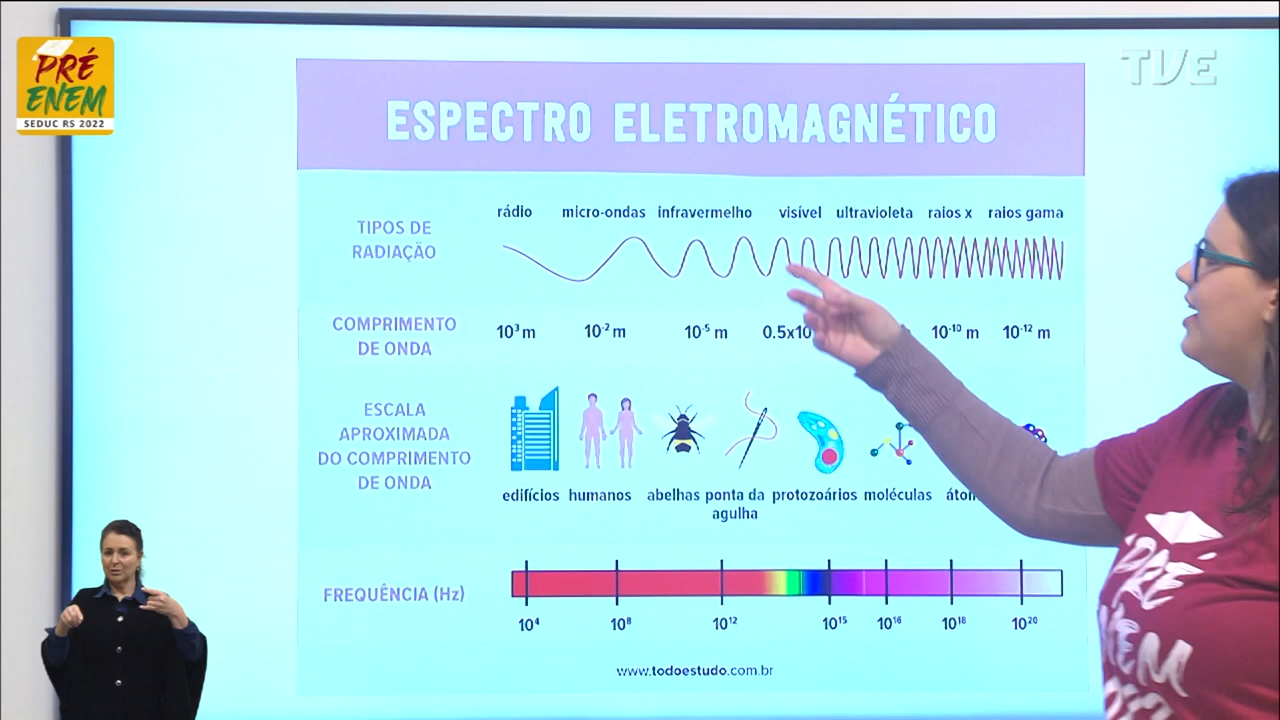 PRÉ
ENEM
SEDUC RS 2022
TVE
ESPECTRO ELETROMAGNÉTICO
rádio micro-ondas infravermelho visível ultravioleta raios x raios gama
TIPOS DE
RADIAÇÃO
COMPRIMENTO
DE ONDA
10³ m 10⁻² m 10⁻⁵ m 0.5x10 10⁻¹⁰ m 10⁻¹² m
ESCALA
APROXIMADA
DO COMPRIMENTO
DE ONDA
edifícios humanos abelhas ponta da agulha protozoários moléculas
FREQUÊNCIA (Hz)
10⁴ 10⁸ 10¹² 10¹⁵ 10¹⁶ 10¹⁸ 10²⁰
www.todoestudo.com.br
PRÉ